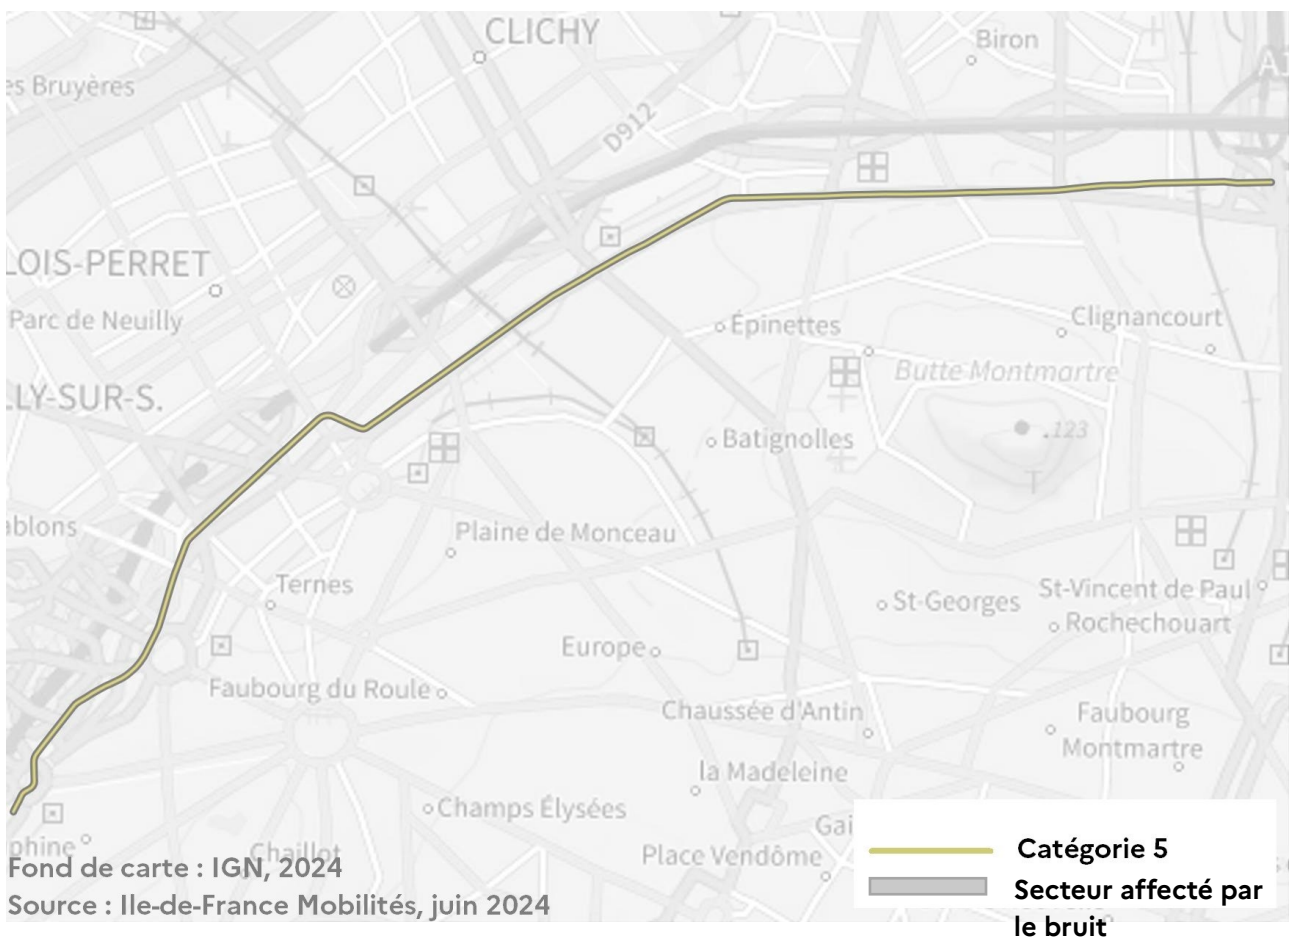 CLICHY
Biron
A1
es Bruyères
D912
LOIS-PERRET
Parc de Neuilly
Épinettes
Clignancourt
Butte Montmartre
LLY-SUR-S.
.123
Batignolles
ablons
Plaine de Monceau
Ternes
St-Vincent de Paul
St-Georges
Rochechouart
Europe
Faubourg du Roule
Chaussée d'Antin
Faubourg
Montmartre
la Madeleine
Champs Élysées
Gai
phine
Chaillot
Place Vendôme
Fond de carte : IGN, 2024
Source : Ile-de-France Mobilités, juin 2024
Catégorie 5
Secteur affecté par
le bruit